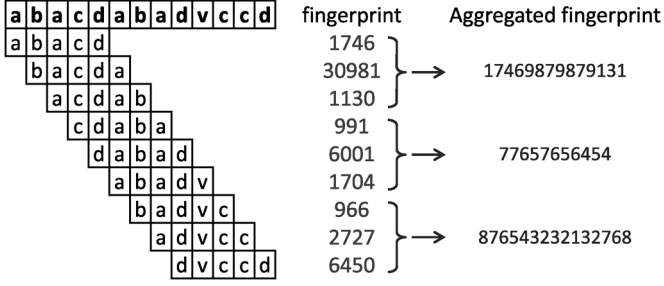 a b a c d a b a d v c c d fingerprint Aggregated fingerprint
a b a c d 1746
b a c d a 30981 17469879879131
a c d a b 1130
c d a b a 991
d a b a d 6001 77657656454
a b a d v 1704
b a d v c 966
a d v c c 2727 876543232132768
d v c c d 6450